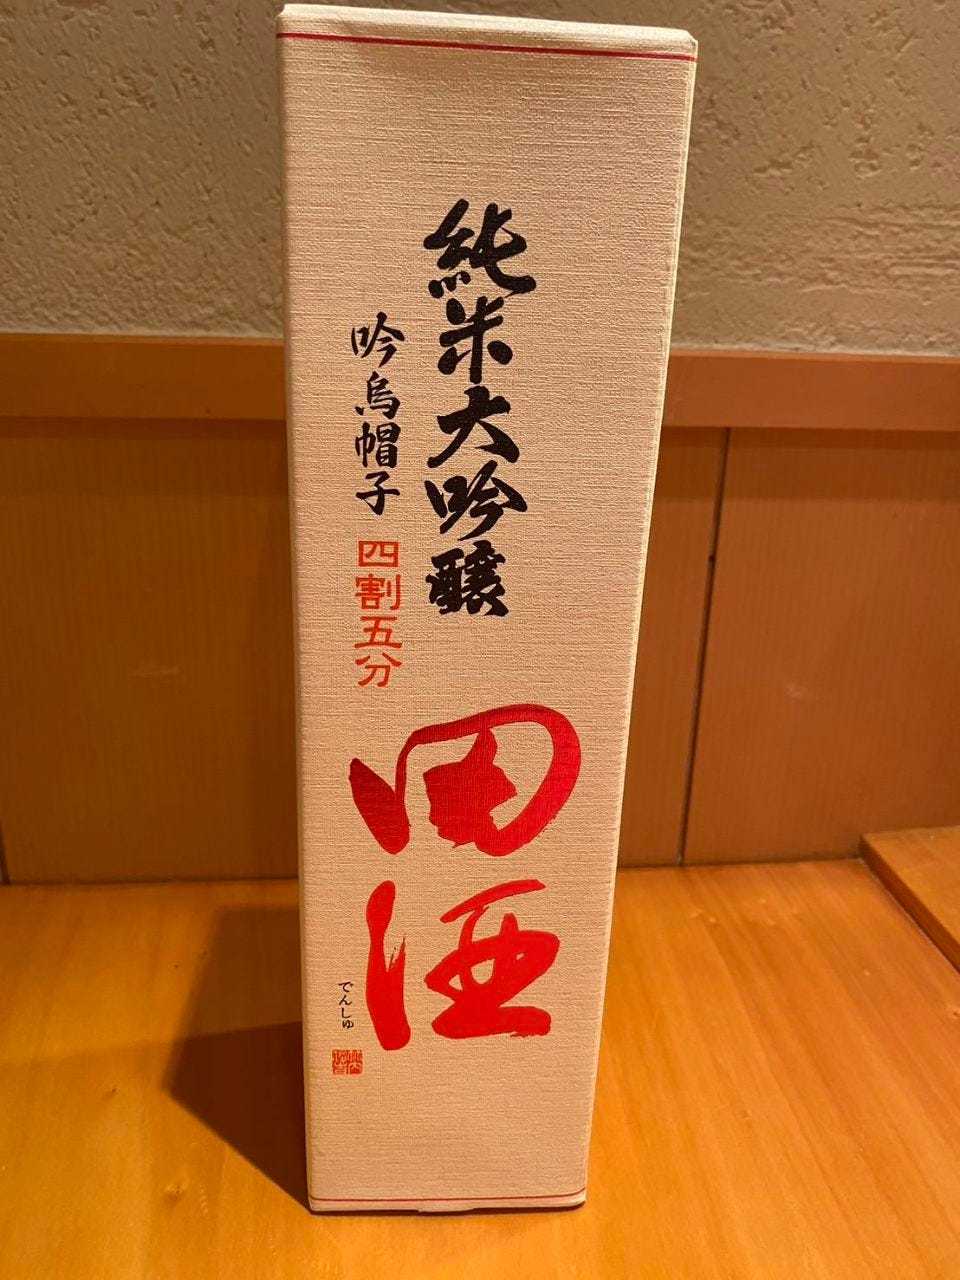 純米大吟醸
吟烏帽子 四割五分
田酒
でんしゅ